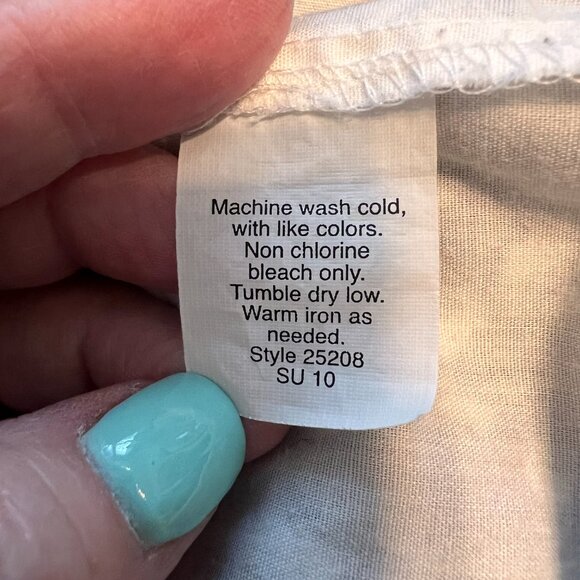 Machine wash cold,
with like colors.
Non chlorine
bleach only.
Tumble dry low.
Warm iron as
needed.
Style 25208
SU 10